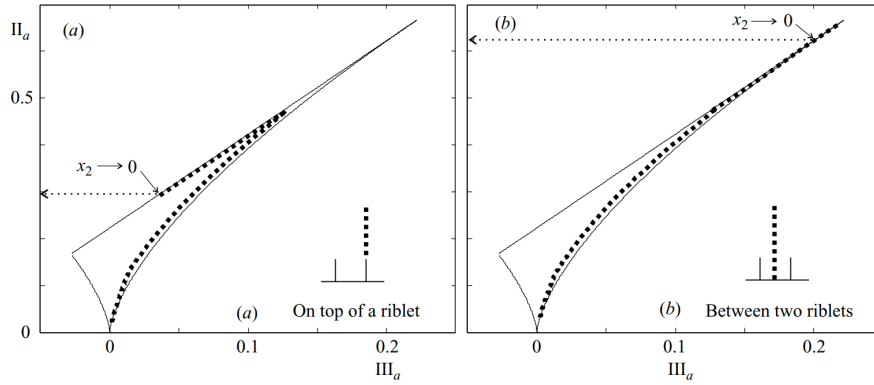 II_a
(a)
(b)
x_2 → 0
x_2 → 0
0.5
(a)
On top of a riblet
(b)
Between two riblets
0
0
0.1
0.2
0
0.1
0.2
III_a
III_a